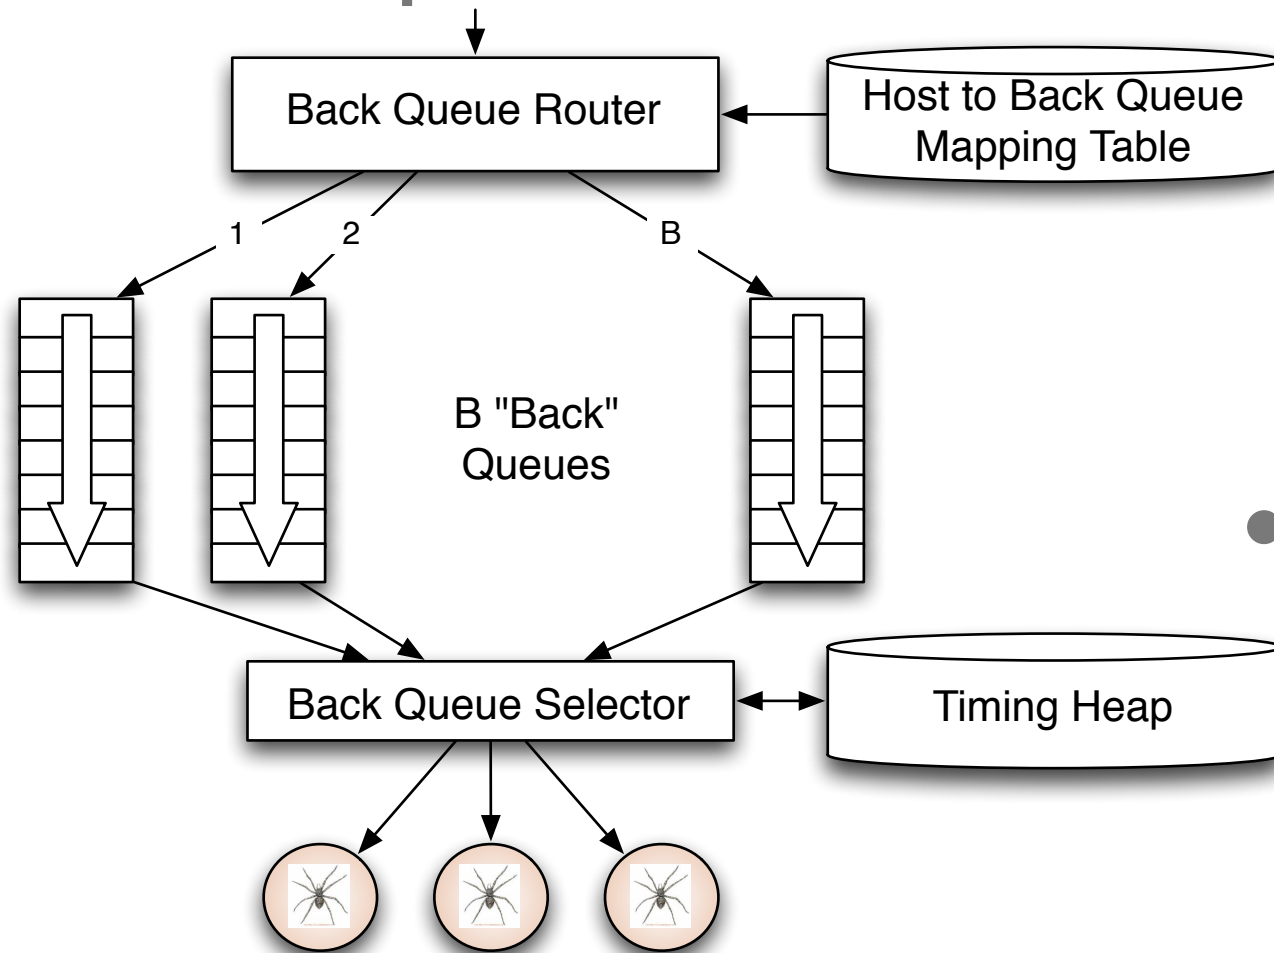 Back Queue Router
Host to Back Queue
Mapping Table
1
2
B
B "Back"
Queues
Back Queue Selector
Timing Heap